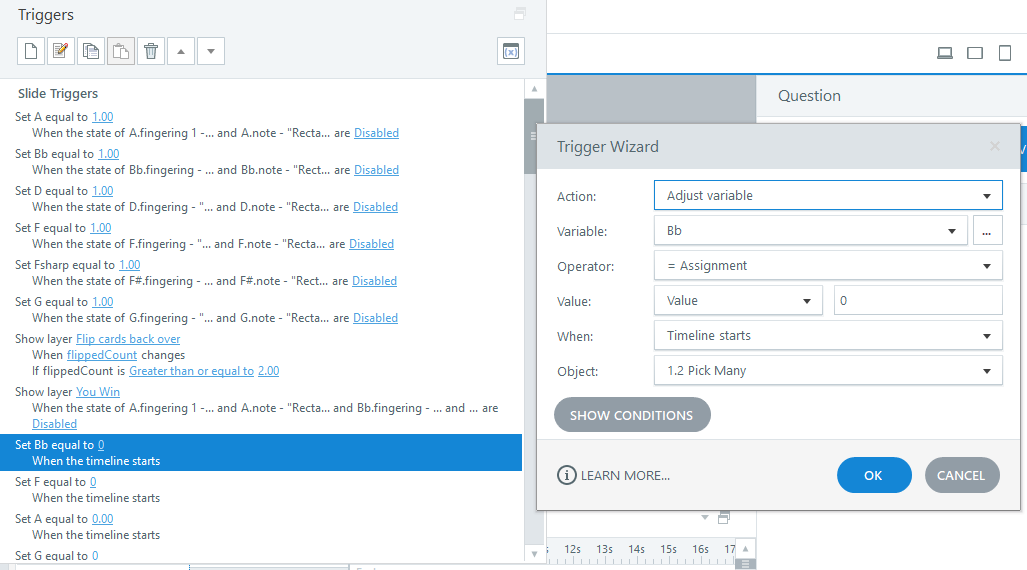 Triggers
Slide Triggers
Set A equal to 1.00
When the state of A.fingering 1 -... and A.note - "Recta... are Disabled
Set Bb equal to 1.00
When the state of Bb.fingering - ... and Bb.note - "Rect... are Disabled
Set D equal to 1.00
When the state of D.fingering - "... and D.note - "Recta... are Disabled
Set F equal to 1.00
When the state of F.fingering - "... and F.note - "Recta... are Disabled
Set Fsharp equal to 1.00
When the state of F#.fingering - ... and F#.note - "Rect... are Disabled
Set G equal to 1.00
When the state of G.fingering - "... and G.note - "Recta... are Disabled
Show layer Flip cards back over
When flippedCount changes
If flippedCount is Greater than or equal to 2.00
Show layer You Win
When the state of A.fingering 1 -... and A.note - "Recta... and Bb.fingering - ... and ... are
Disabled
Set Bb equal to 0
When the timeline starts
Set F equal to 0
When the timeline starts
Set A equal to 0.00
When the timeline starts
Set G equal to 0
Question
Trigger Wizard
Action: Adjust variable
Variable: Bb ...
Operator: = Assignment
Value: Value 0
When: Timeline starts
Object: 1.2 Pick Many
SHOW CONDITIONS
LEARN MORE... OK CANCEL
12s 13s 14s 15s 16s 17